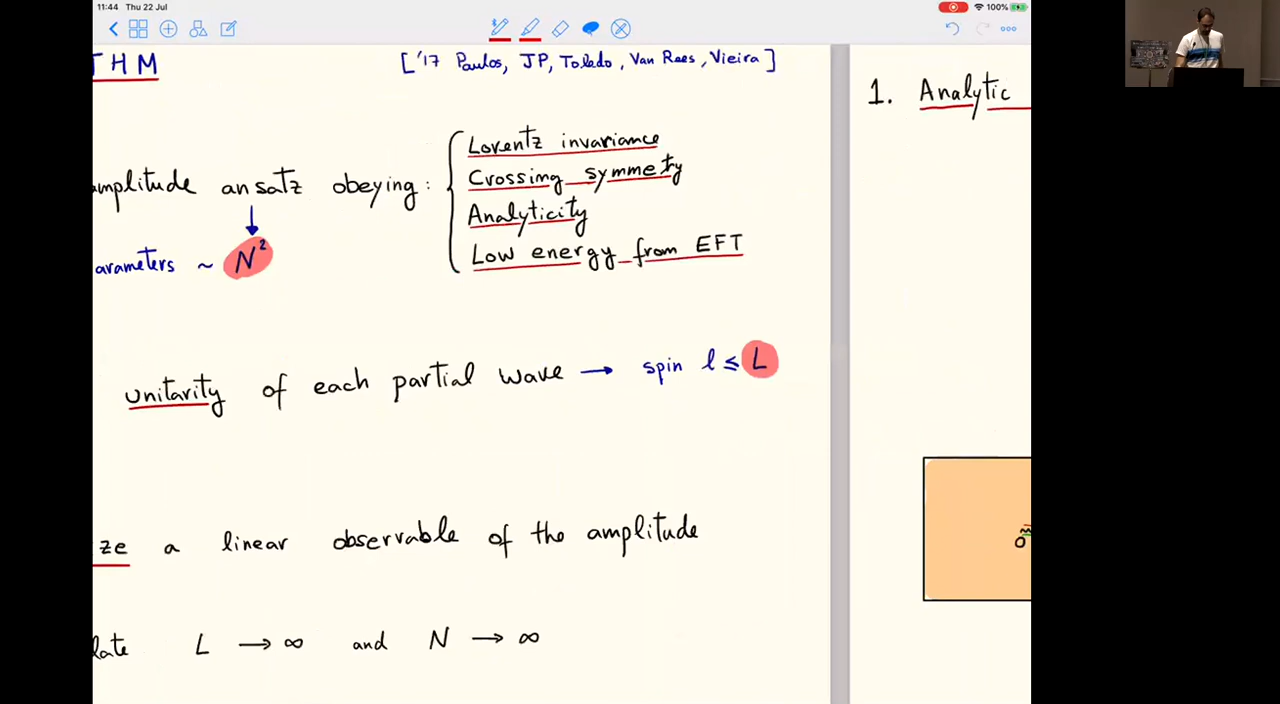 11:44 Thu 22 Jul
100%
THM
['17 Paulos, JP, Toledo, Van Rees, Vieira]
1. Analytic
amplitude ansatz obeying:
Lorentz invariance
Crossing symmetry
Analyticity
Low energy from EFT
arameters ~ N²
unitarity of each partial wave → spin l ≤ L
ze a linear observable of the amplitude
late L → ∞ and N → ∞